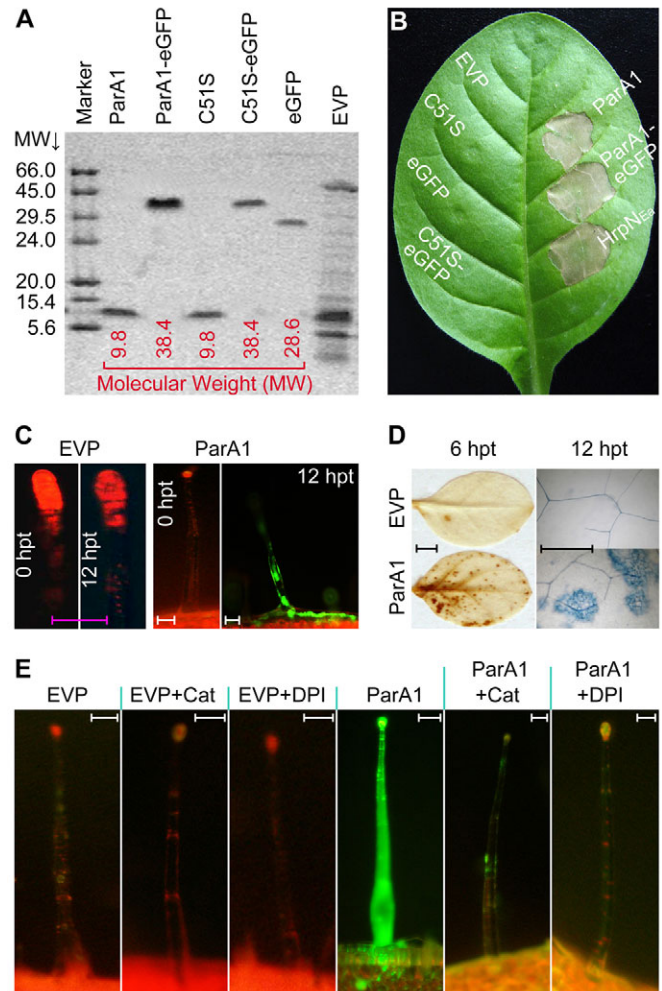 A
Marker
ParA1
ParA1-eGFP
C51S
C51S-eGFP
eGFP
EVP
MW↓
66.0
45.0
29.5
24.0
20.0
15.4
5.6
9.8
38.4
9.8
38.4
28.6
Molecular Weight (MW)
B
EVP
C51S
eGFP
C51S-
eGFP
ParA1
ParA1-
eGFP
HrpNEa
C
EVP
ParA1
0 hpt
12 hpt
0 hpt
12 hpt
D
6 hpt
12 hpt
EVP
ParA1
E
EVP
EVP+Cat
EVP+DPI
ParA1
ParA1
+Cat
ParA1
+DPI